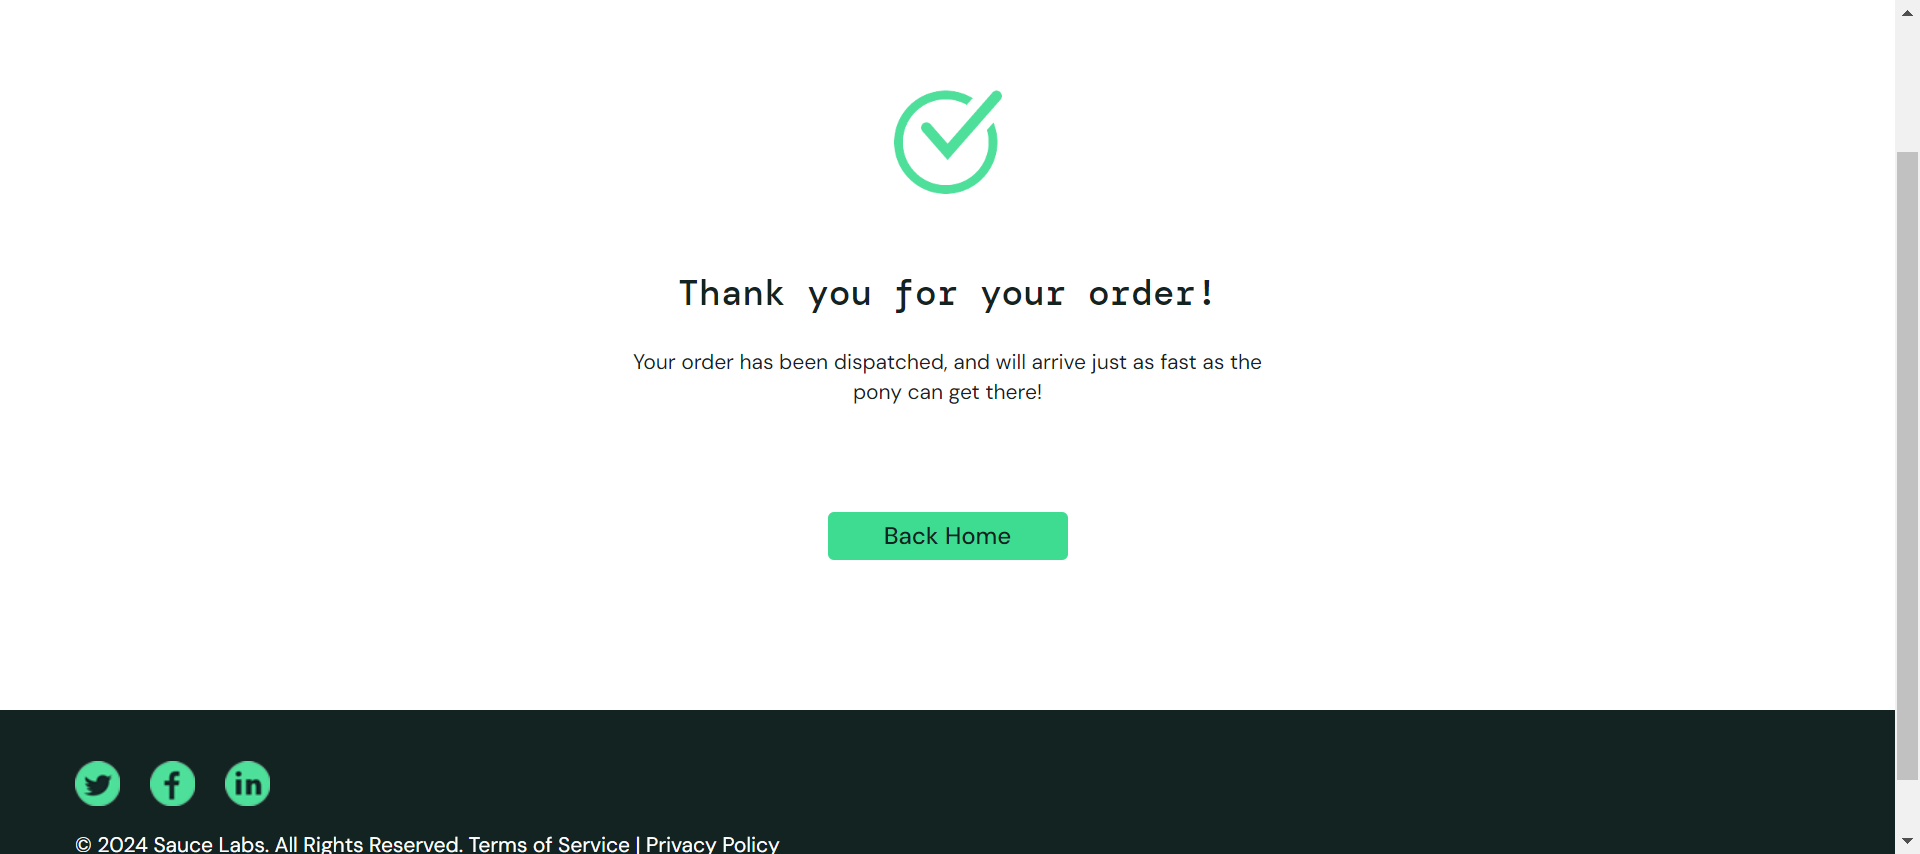 Thank you for your order!
Your order has been dispatched, and will arrive just as fast as the
pony can get there!
Back Home
© 2024 Sauce Labs. All Rights Reserved. Terms of Service | Privacy Policy